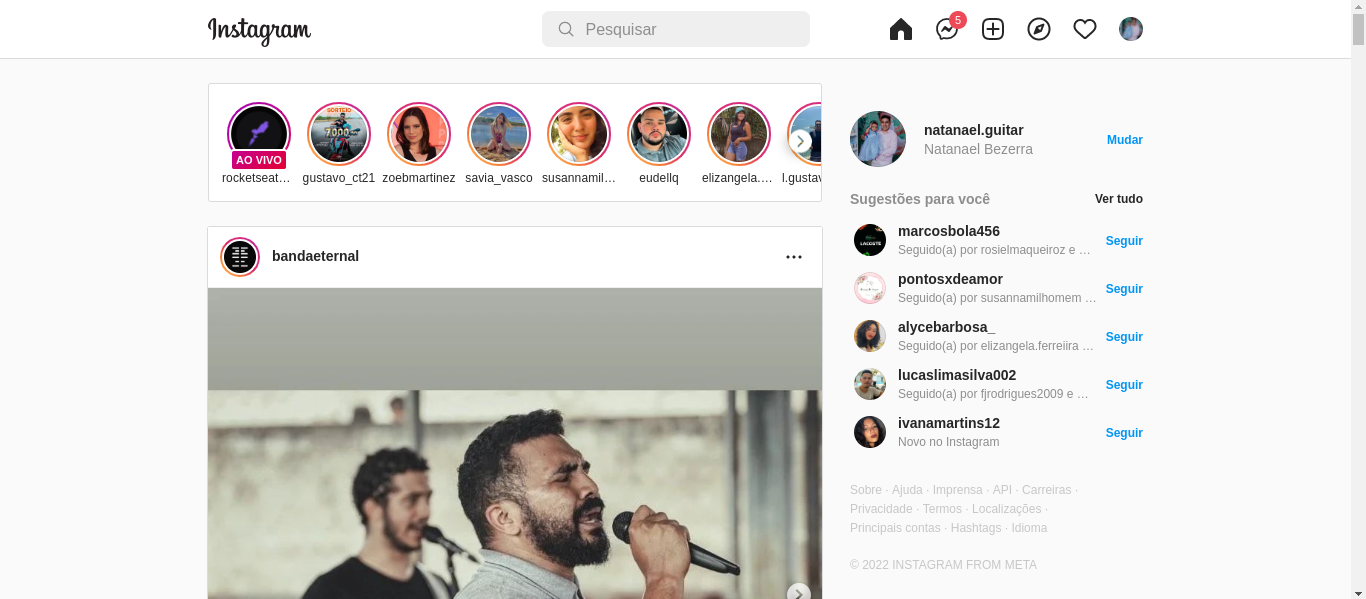 Instagram
Pesquisar
5
SORTEIO
7.000
AO VIVO
rocketseat…
gustavo_ct21
zoebmartinez
savia_vasco
susannamil…
eudellq
elizangela.…
l.gustav
natanael.guitar
Natanael Bezerra
Mudar
Sugestões para você
Ver tudo
LACOSTE
marcosbola456
Seguido(a) por rosielmaqueiroz e …
Seguir
pontosxdeamor
Seguido(a) por susannamilhomem …
Seguir
alycebarbosa_
Seguido(a) por elizangela.ferreiira …
Seguir
lucaslimasilva002
Seguido(a) por fjrodrigues2009 e …
Seguir
ivanamartins12
Novo no Instagram
Seguir
bandaeternal
Sobre · Ajuda · Imprensa · API · Carreiras ·
Privacidade · Termos · Localizações ·
Principais contas · Hashtags · Idioma
© 2022 INSTAGRAM FROM META